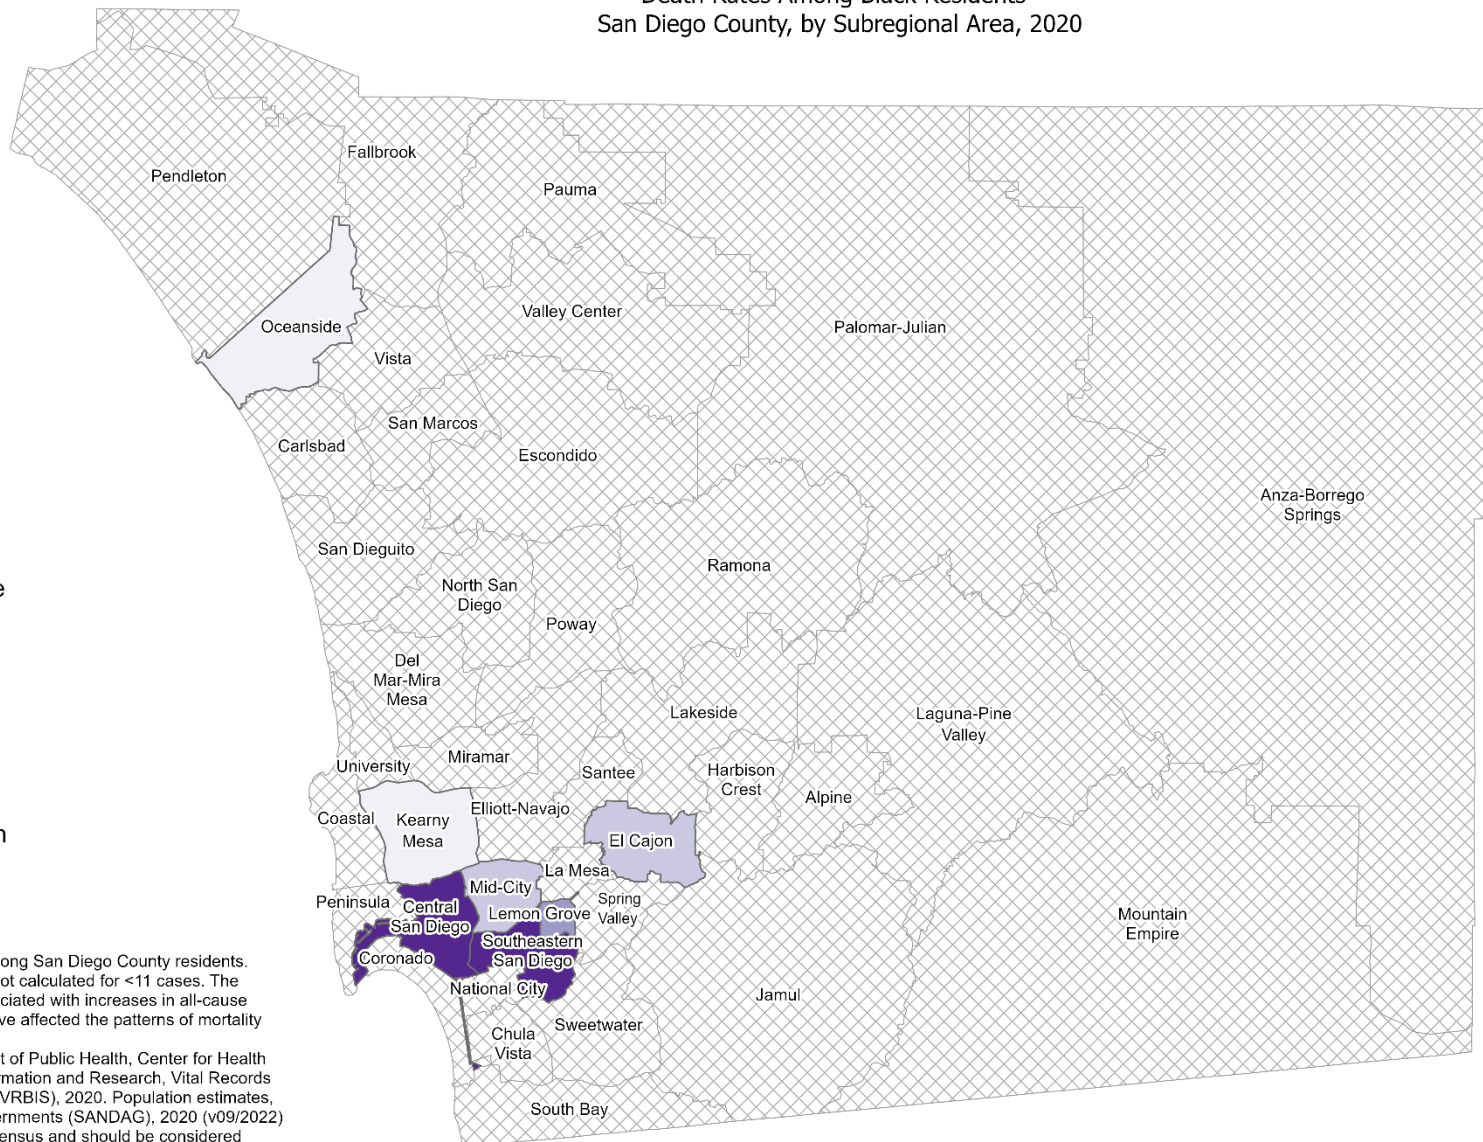 Death Rates Among Black Residents
San Diego County, by Subregional Area, 2020
Fallbrook
Pendleton
Pauma
Valley Center
Oceanside
Palomar-Julian
Vista
San Marcos
Carlsbad
Escondido
Anza-Borrego
Springs
San Dieguito
Ramona
North San
Diego
e
Poway
Del
Mar-Mira
Mesa
Lakeside
Laguna-Pine
Valley
Miramar
University
Santee
Harbison
Crest
Alpine
Elliott-Navajo
Coastal
Kearny
Mesa
n
El Cajon
La Mesa
Mid-City
Peninsula
Central
San Diego
Lemon Grove
Spring
Valley
Mountain
Empire
Southeastern
San Diego
Coronado
National City
Jamul
Sweetwater
Chula
Vista
South Bay
ong San Diego County residents.
ot calculated for <11 cases. The
ciated with increases in all-cause
ve affected the patterns of mortality
t of Public Health, Center for Health
rmation and Research, Vital Records
VRBIS), 2020. Population estimates,
ernments (SANDAG), 2020 (v09/2022)
ensus and should be considered